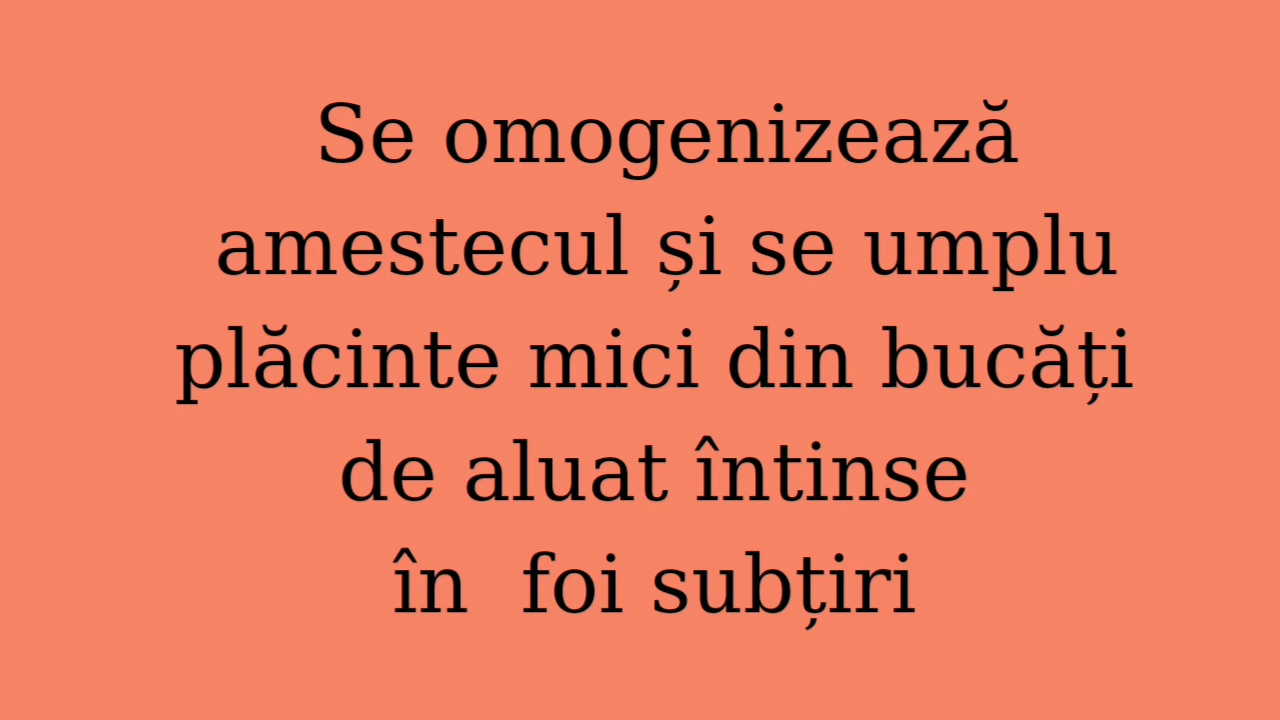 Se omogenizează
amestecul și se umplu
plăcinte mici din bucăți
de aluat întinse
în  foi subțiri